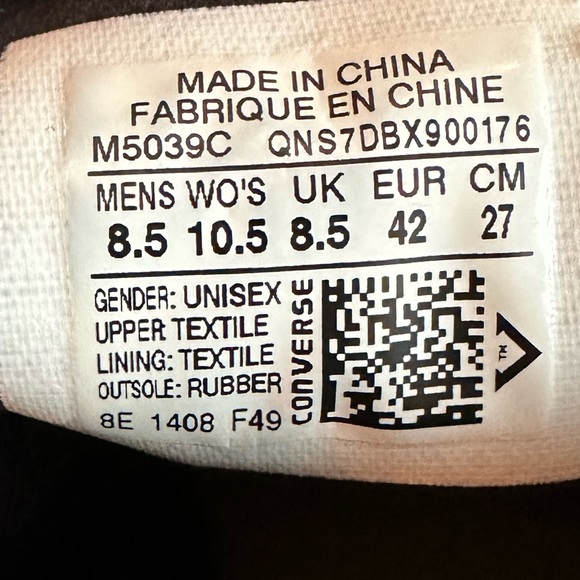 MADE IN CHINA
FABRIQUE EN CHINE
M5039C QNS7DBX900176
MENS WO'S UK EUR CM
8.5 10.5 8.5 42 27
GENDER: UNISEX
UPPER: TEXTILE
LINING: TEXTILE
OUTSOLE: RUBBER
8E 1408 F49
CONVERSE
TM